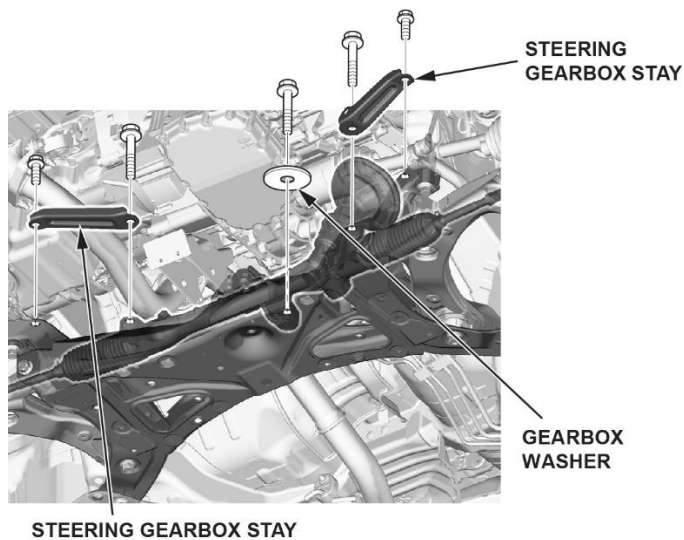 STEERING
GEARBOX STAY
GEARBOX
WASHER
STEERING GEARBOX STAY